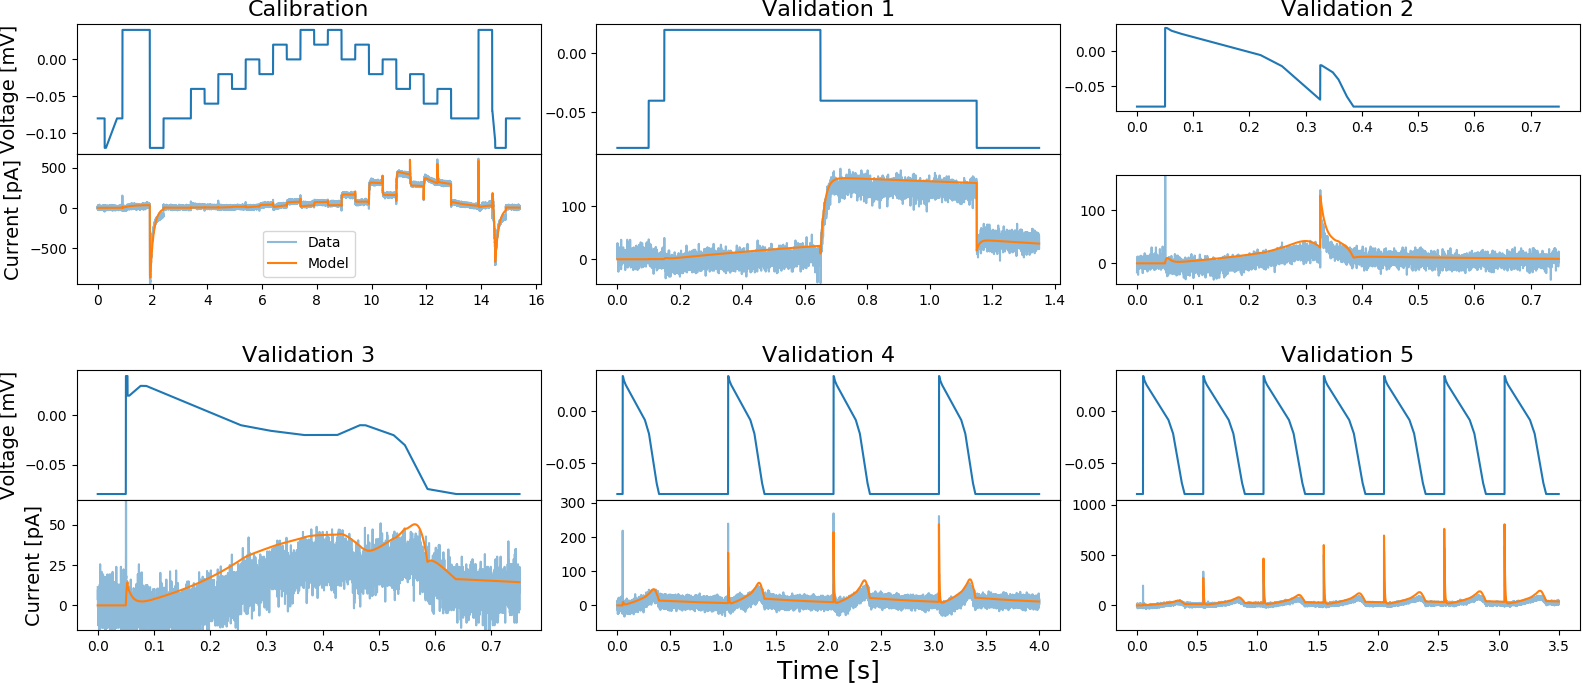 Calibration
Voltage [mV]
0.00
−0.05
−0.10
Current [pA]
500
0
−500
Data
Model
0 2 4 6 8 10 12 14 16
Validation 1
0.00
−0.05
100
0
0.0 0.2 0.4 0.6 0.8 1.0 1.2 1.4
Validation 2
0.00
−0.05
0.0 0.1 0.2 0.3 0.4 0.5 0.6 0.7
100
0
0.0 0.1 0.2 0.3 0.4 0.5 0.6 0.7
Validation 3
Voltage [mV]
0.00
−0.05
Current [pA]
50
25
0
0.0 0.1 0.2 0.3 0.4 0.5 0.6 0.7
Validation 4
0.00
−0.05
300
200
100
0
0.0 0.5 1.0 1.5 2.0 2.5 3.0 3.5 4.0
Validation 5
0.00
−0.05
1000
500
0
0.0 0.5 1.0 1.5 2.0 2.5 3.0 3.5
Time [s]